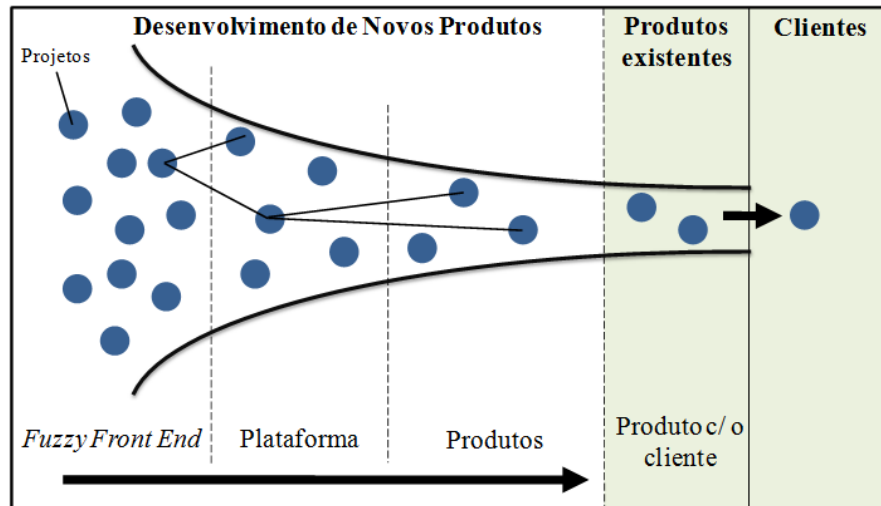 Desenvolvimento de Novos Produtos
Produtos
existentes
Clientes
Projetos
Fuzzy Front End
Plataforma
Produtos
Produto c/ o
cliente